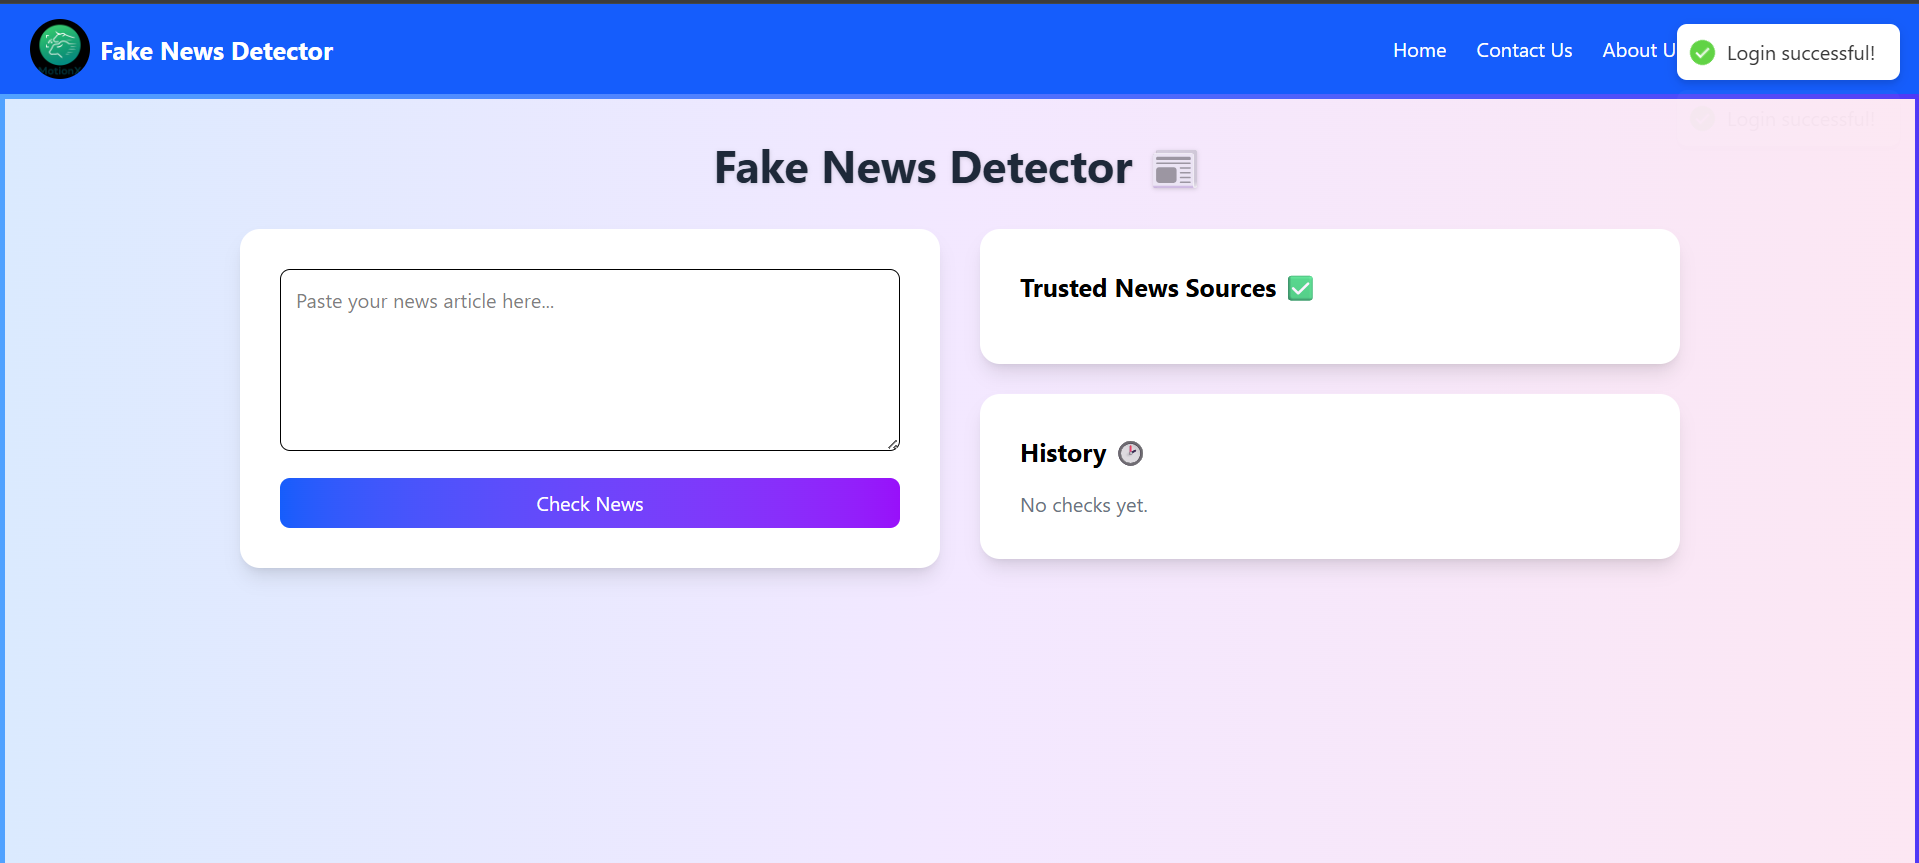 MotionX
Fake News Detector
Home
Contact Us
About U
Login successful!
Login successful!
Fake News Detector
Paste your news article here...
Check News
Trusted News Sources
History
No checks yet.